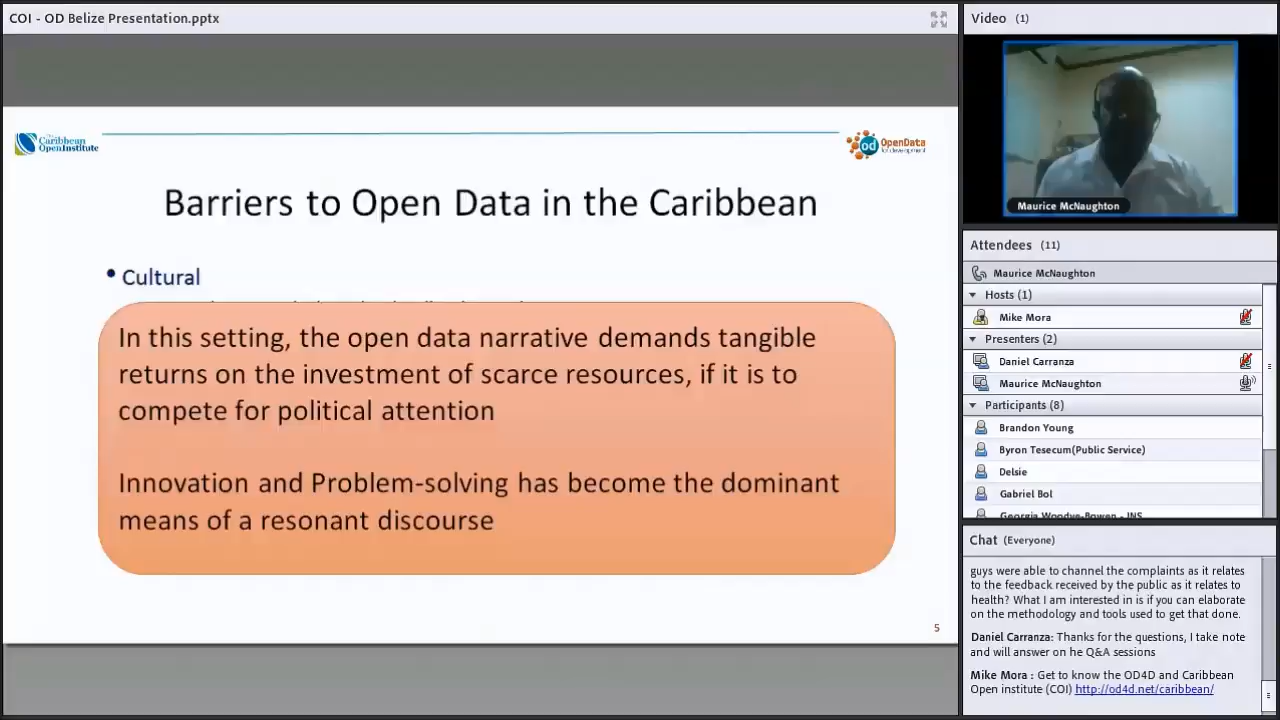 COI - OD Belize Presentation.pptx
The
Caribbean
OpenInstitute
od
OpenData
for development
Barriers to Open Data in the Caribbean
• Cultural
In this setting, the open data narrative demands tangible
returns on the investment of scarce resources, if it is to
compete for political attention
Innovation and Problem-solving has become the dominant
means of a resonant discourse
5
Video (1)
Maurice McNaughton
Attendees (11)
Maurice McNaughton
Hosts (1)
Mike Mora
Presenters (2)
Daniel Carranza
Maurice McNaughton
Participants (8)
Brandon Young
Byron Tesecum(Public Service)
Delsie
Gabriel Bol
Georgia Woodye-Bowen - INS
Chat (Everyone)
guys were able to channel the complaints as it relates
to the feedback received by the public as it relates to
health? What I am interested in is if you can elaborate
on the methodology and tools used to get that done.
Daniel Carranza: Thanks for the questions, I take note
and will answer on he Q&A sessions
Mike Mora : Get to know the OD4D and Caribbean
Open institute (COI) http://od4d.net/caribbean/